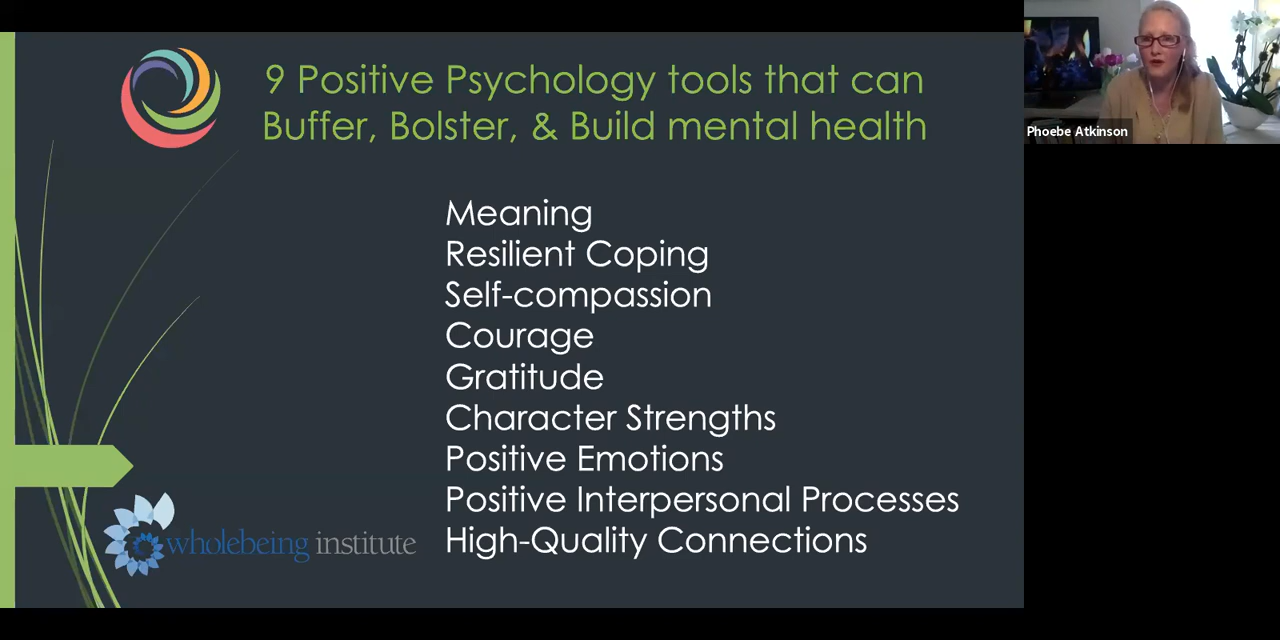 9 Positive Psychology tools that can
Buffer, Bolster, & Build mental health
Phoebe Atkinson
Meaning
Resilient Coping
Self-compassion
Courage
Gratitude
Character Strengths
Positive Emotions
Positive Interpersonal Processes
High-Quality Connections
wholebeing institute